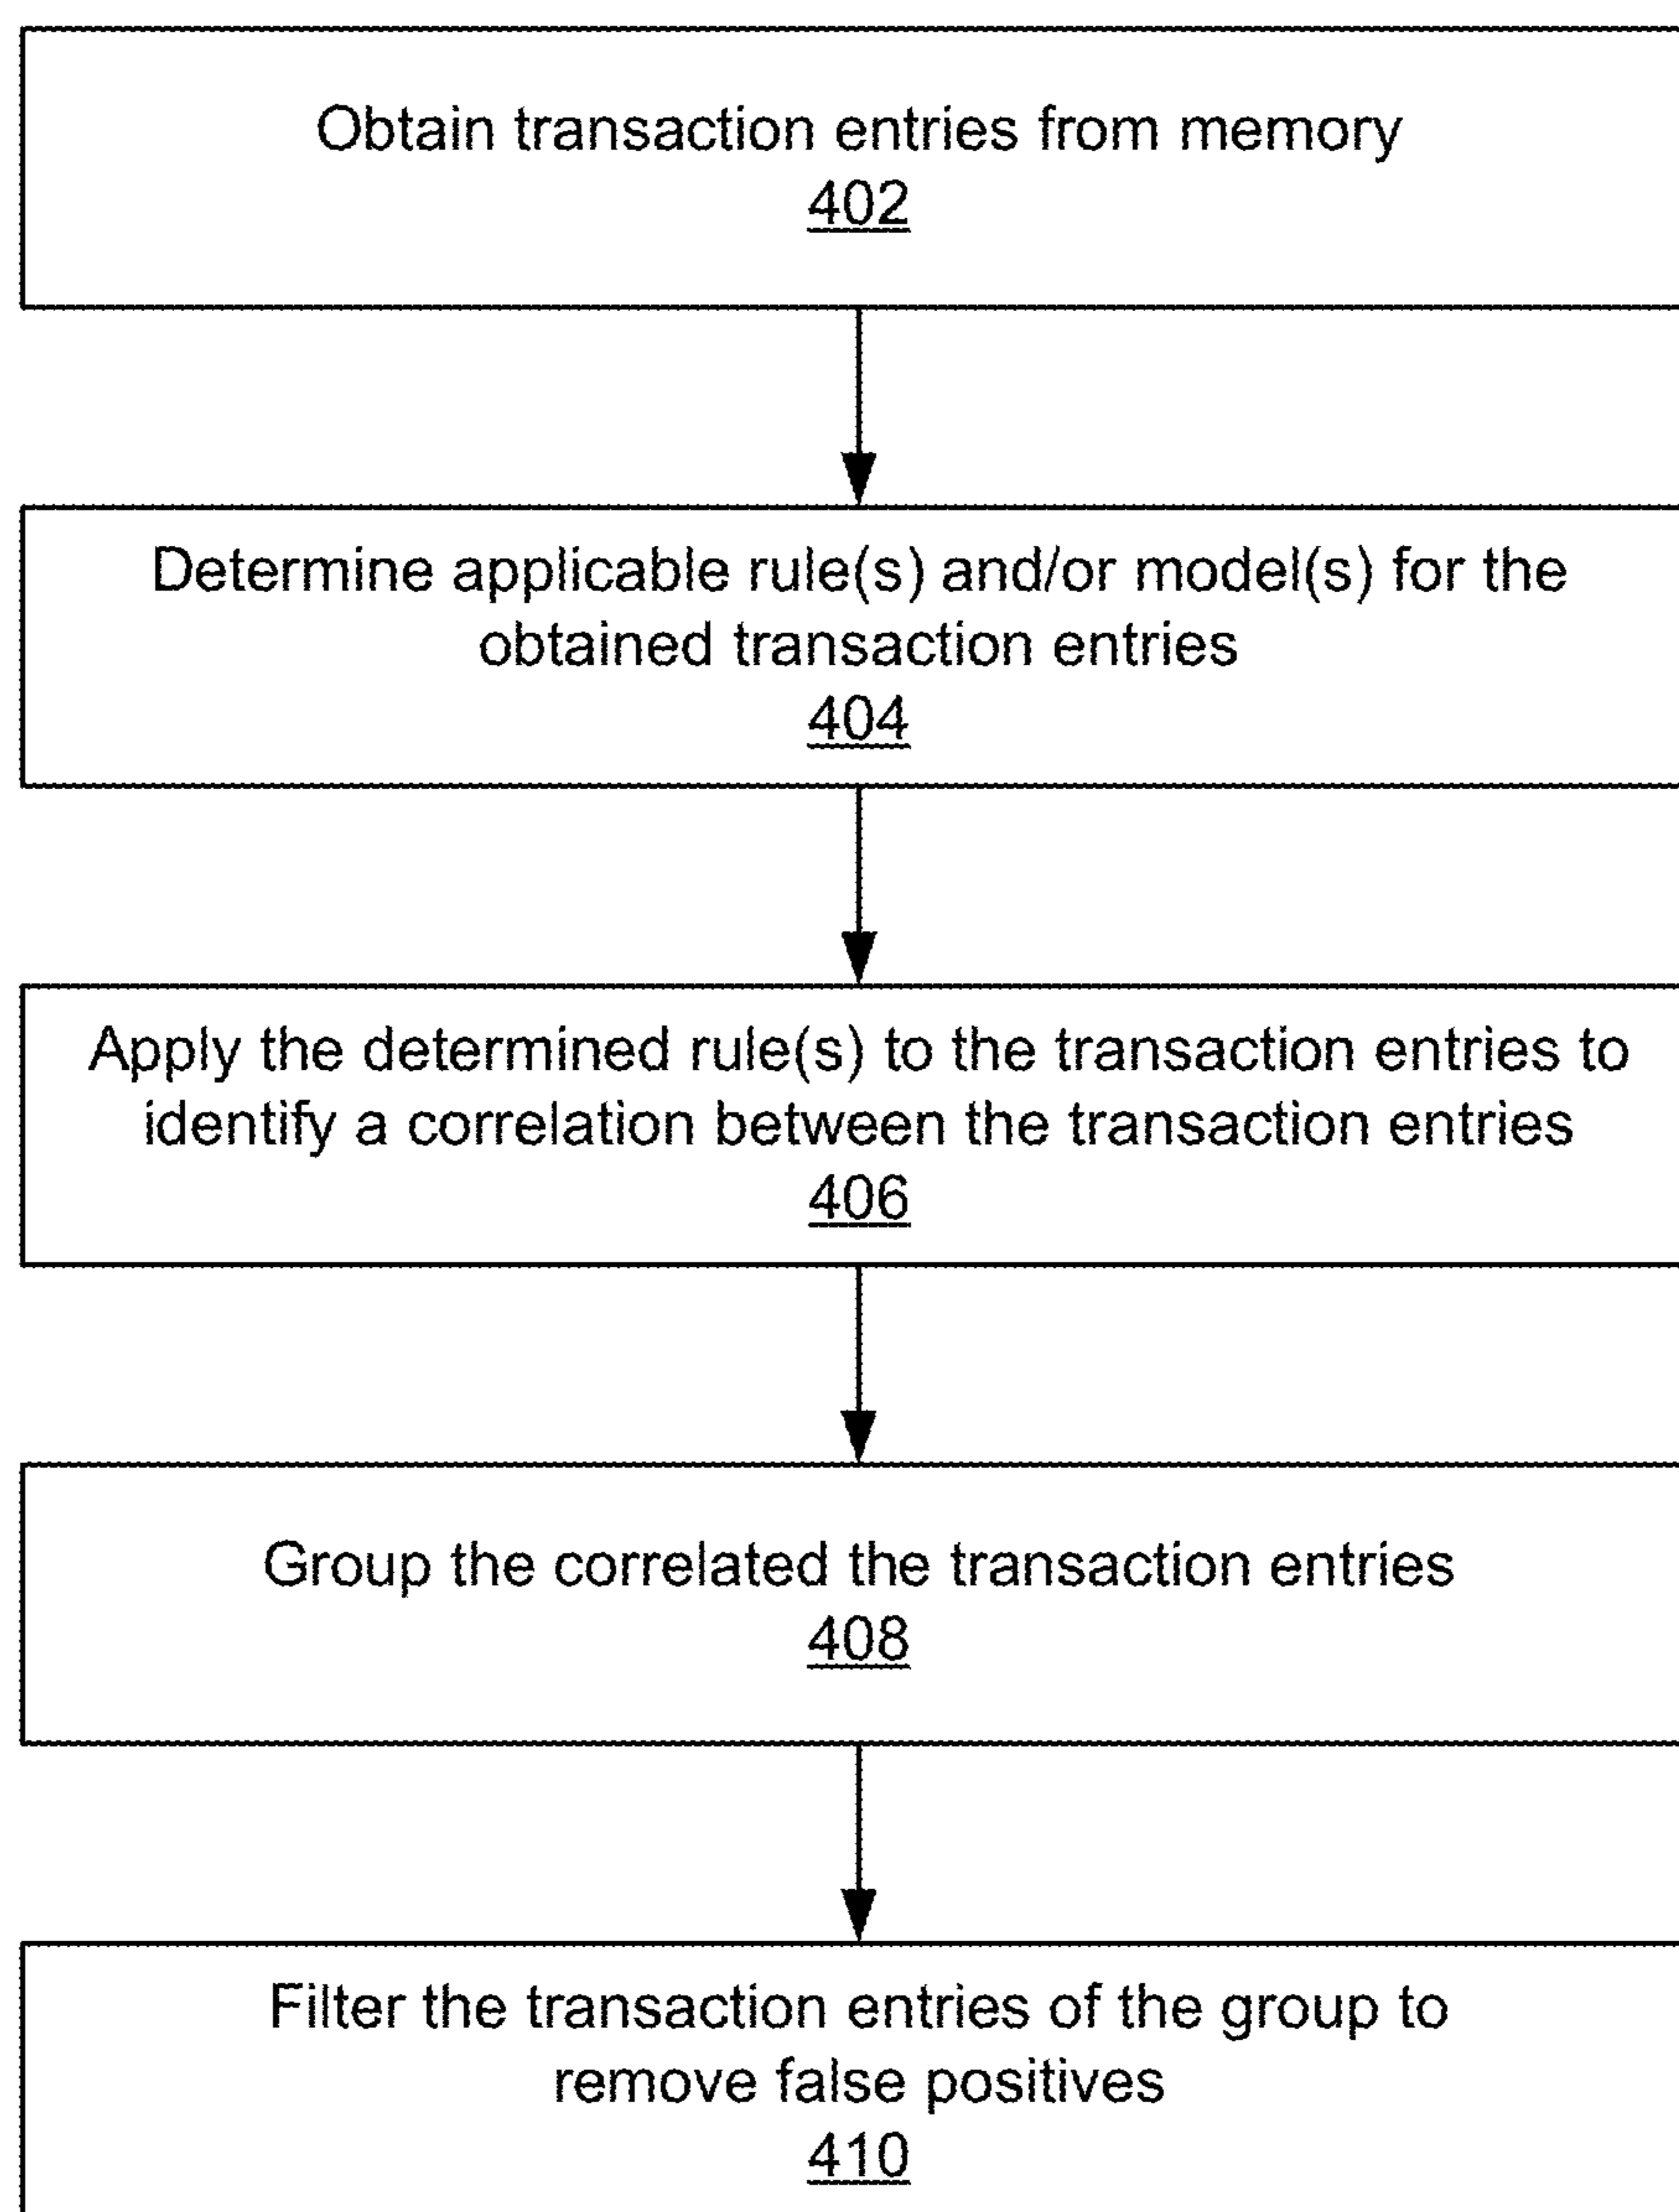 Obtain transaction entries from memory
402
Determine applicable rule(s) and/or model(s) for the
obtained transaction entries
404
Apply the determined rule(s) to the transaction entries to
identify a correlation between the transaction entries
406
Group the correlated the transaction entries
408
Filter the transaction entries of the group to
remove false positives
410